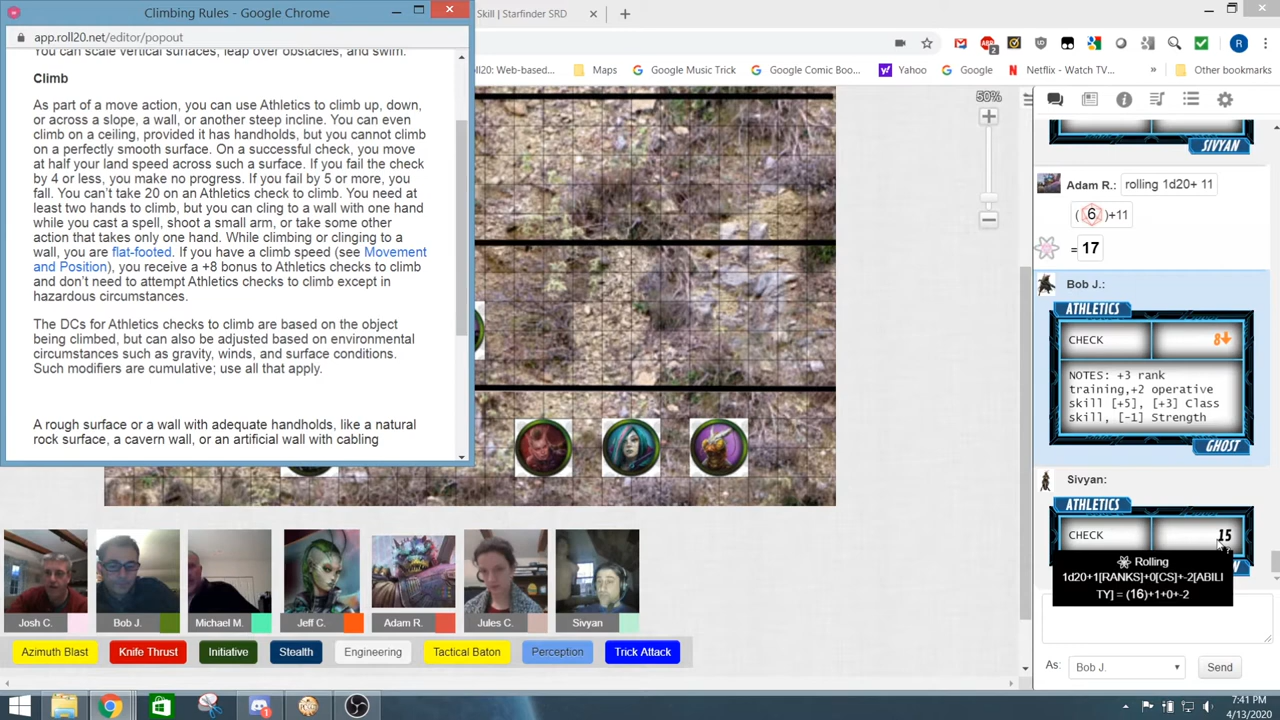 Climbing Rules - Google Chrome
app.roll20.net/editor/popout
You can scale vertical surfaces, leap over obstacles, and swim.
Climb
As part of a move action, you can use Athletics to climb up, down,
or across a slope, a wall, or another steep incline. You can even
climb on a ceiling, provided it has handholds, but you cannot climb
on a perfectly smooth surface. On a successful check, you move
at half your land speed across such a surface. If you fail the check
by 4 or less, you make no progress. If you fail by 5 or more, you
fall. You can't take 20 on an Athletics check to climb. You need at
least two hands to climb, but you can cling to a wall with one hand
while you cast a spell, shoot a small arm, or take some other
action that takes only one hand. While climbing or clinging to a
wall, you are flat-footed. If you have a climb speed (see Movement
and Position), you receive a +8 bonus to Athletics checks to climb
and don't need to attempt Athletics checks to climb except in
hazardous circumstances.
The DCs for Athletics checks to climb are based on the object
being climbed, but can also be adjusted based on environmental
circumstances such as gravity, winds, and surface conditions.
Such modifiers are cumulative; use all that apply.
A rough surface or a wall with adequate handholds, like a natural
rock surface, a cavern wall, or an artificial wall with cabling
Skill | Starfinder SRD
roll20: Web-based...
Maps
Google Music Trick
Google Comic Boo...
Yahoo
Google
Netflix - Watch TV...
»
Other bookmarks
R
2
50%
SIVYAN
Adam R.: rolling 1d20+ 11
(6)+11
= 17
Bob J.:
ATHLETICS
CHECK 8
NOTES: +3 rank
training,+2 operative
skill [+5], [+3] Class
skill, [-1] Strength
GHOST
Sivyan:
ATHLETICS
CHECK 15
Rolling
1d20+1[RANKS]+0[CS]+-2[ABILI
TY] = (16)+1+0+-2
As: Bob J. Send
Josh C. Bob J. Michael M. Jeff C. Adam R. Jules C. Sivyan
Azimuth Blast Knife Thrust Initiative Stealth Engineering Tactical Baton Perception Trick Attack
7:41 PM
4/13/2020